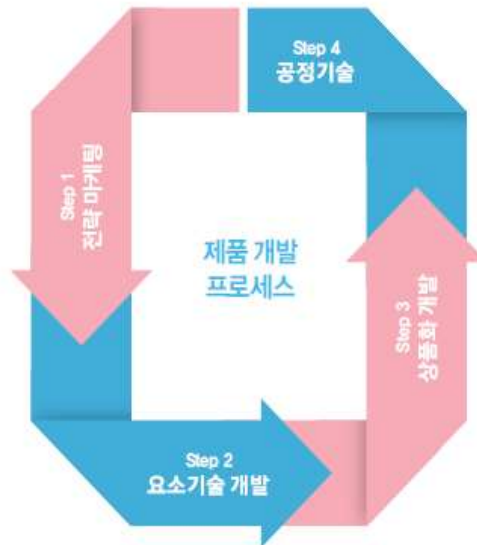 Step 1
전략 마케팅
Step 2
요소기술 개발
Step 3
상품화 개발
Step 4
공정기술
제품 개발
프로세스